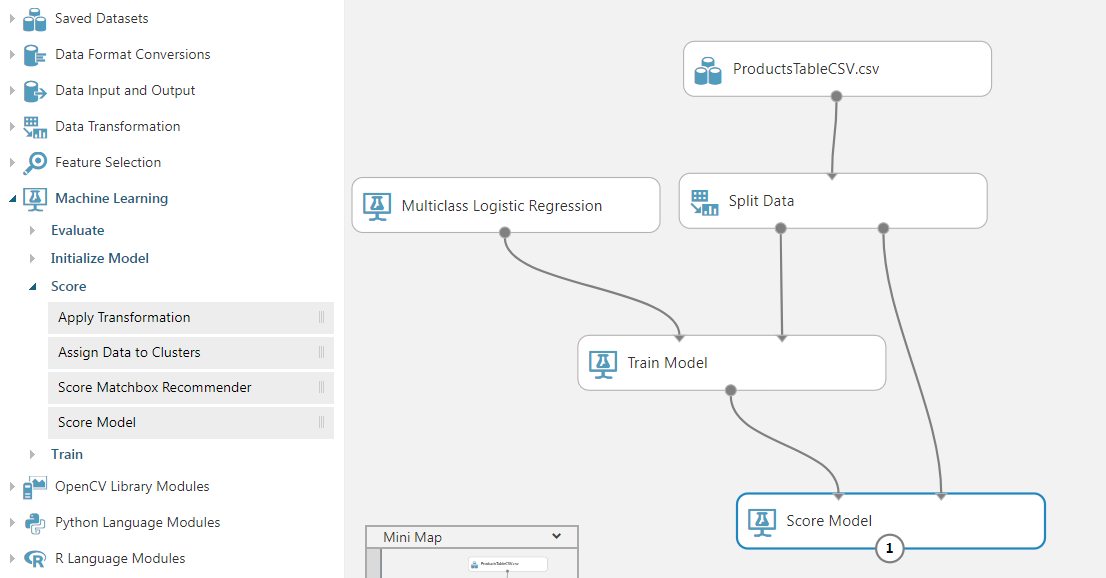 Saved Datasets
Data Format Conversions
Data Input and Output
Data Transformation
Feature Selection
Machine Learning
Evaluate
Initialize Model
Score
Apply Transformation
Assign Data to Clusters
Score Matchbox Recommender
Score Model
Train
OpenCV Library Modules
Python Language Modules
R Language Modules
ProductsTableCSV.csv
Multiclass Logistic Regression
Split Data
Train Model
Score Model
1
Mini Map
ProductsTableCSV.csv